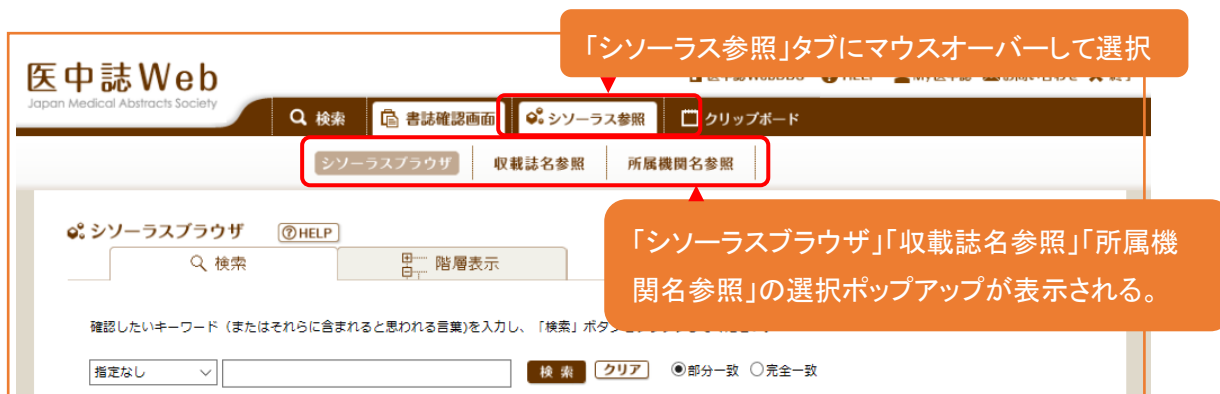 「シソーラス参照」タブにマウスオーバーして選択
医中誌Web
Japan Medical Abstracts Society
検索 書誌確認画面 シソーラス参照 クリップボード
シソーラスブラウザ 収載誌名参照 所属機関名参照
シソーラスブラウザ ?HELP
検索 階層表示
「シソーラスブラウザ」「収載誌名参照」「所属機
関名参照」の選択ポップアップが表示される。
確認したいキーワード(またはそれらに含まれると思われる言葉)を入力し、「検索」ボタン
指定なし 検索 クリア ◉部分一致 ○完全一致